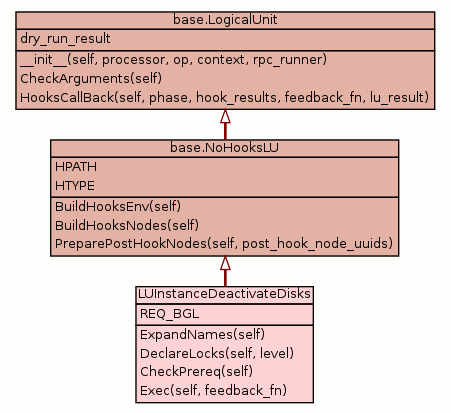 base.LogicalUnit
dry_run_result
__init__(self, processor, op, context, rpc_runner)
CheckArguments(self)
HooksCallBack(self, phase, hook_results, feedback_fn, lu_result)
base.NoHooksLU
HPATH
HTYPE
BuildHooksEnv(self)
BuildHooksNodes(self)
PreparePostHookNodes(self, post_hook_node_uuids)
LUInstanceDeactivateDisks
REQ_BGL
ExpandNames(self)
DeclareLocks(self, level)
CheckPrereq(self)
Exec(self, feedback_fn)